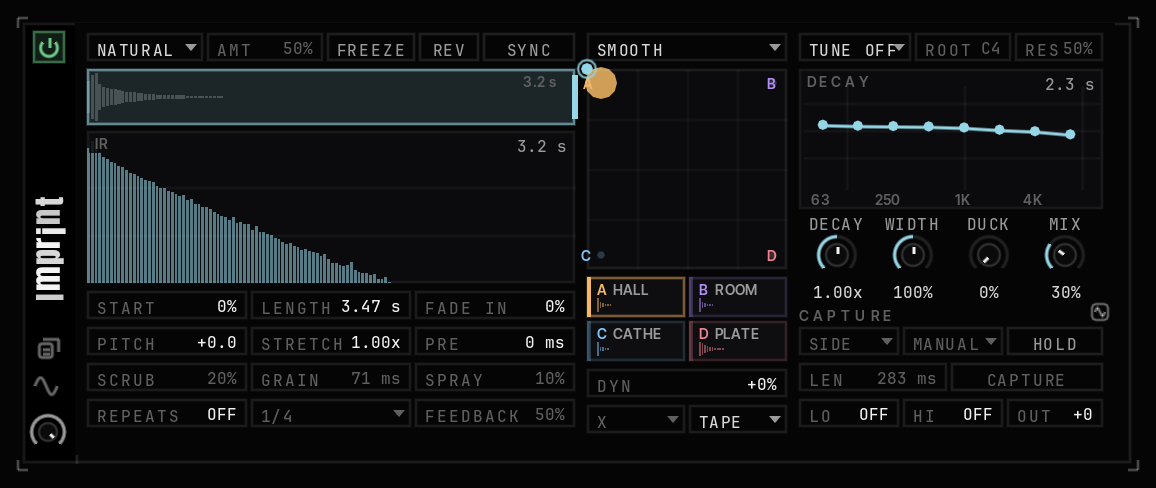 NATURAL AMT 50% FREEZE REV SYNC SMOOTH TUNE OFF ROOT C4 RES 50%
3.2 s
A B
DECAY 2.3 s
IR 3.2 s
63 250 1K 4K
Imprint
DECAY WIDTH DUCK MIX
C D
1.00x 100% 0% 30%
A HALL B ROOM
START 0% LENGTH 3.47 s FADE IN 0%
CAPTURE
C CATHE D PLATE
PITCH +0.0 STRETCH 1.00x PRE 0 ms
SIDE MANUAL HOLD
SCRUB 20% GRAIN 71 ms SPRAY 10%
DYN +0%
LEN 283 ms CAPTURE
REPEATS OFF 1/4 FEEDBACK 50%
X TAPE
LO OFF HI OFF OUT +0